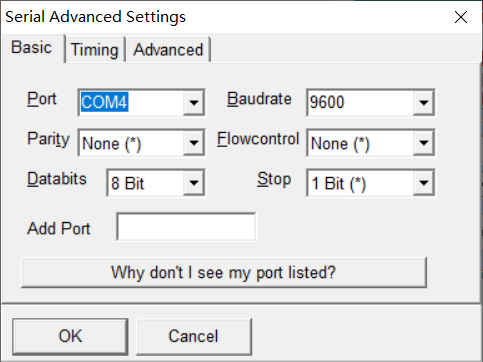 Serial Advanced Settings
Basic Timing Advanced
Port COM4 Baudrate 9600
Parity None (*) Flowcontrol None (*)
Databits 8 Bit Stop 1 Bit (*)
Add Port
Why don't I see my port listed?
OK Cancel